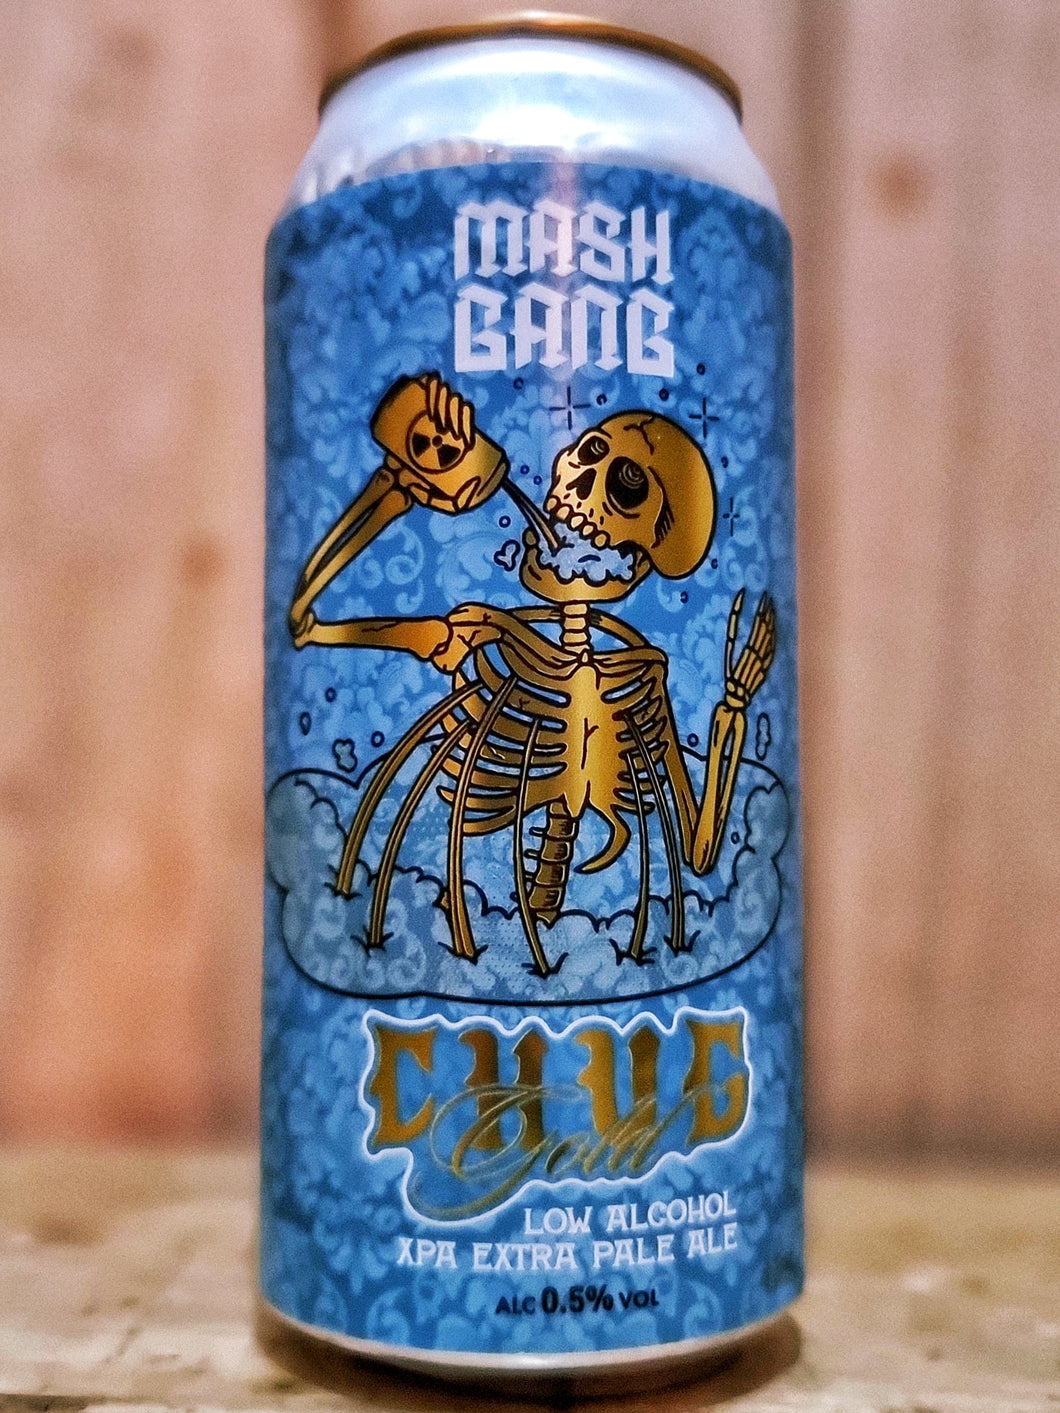 MASH
GANG
CHUG
Gold
LOW ALCOHOL
XPA EXTRA PALE ALE
ALC 0.5% VOL